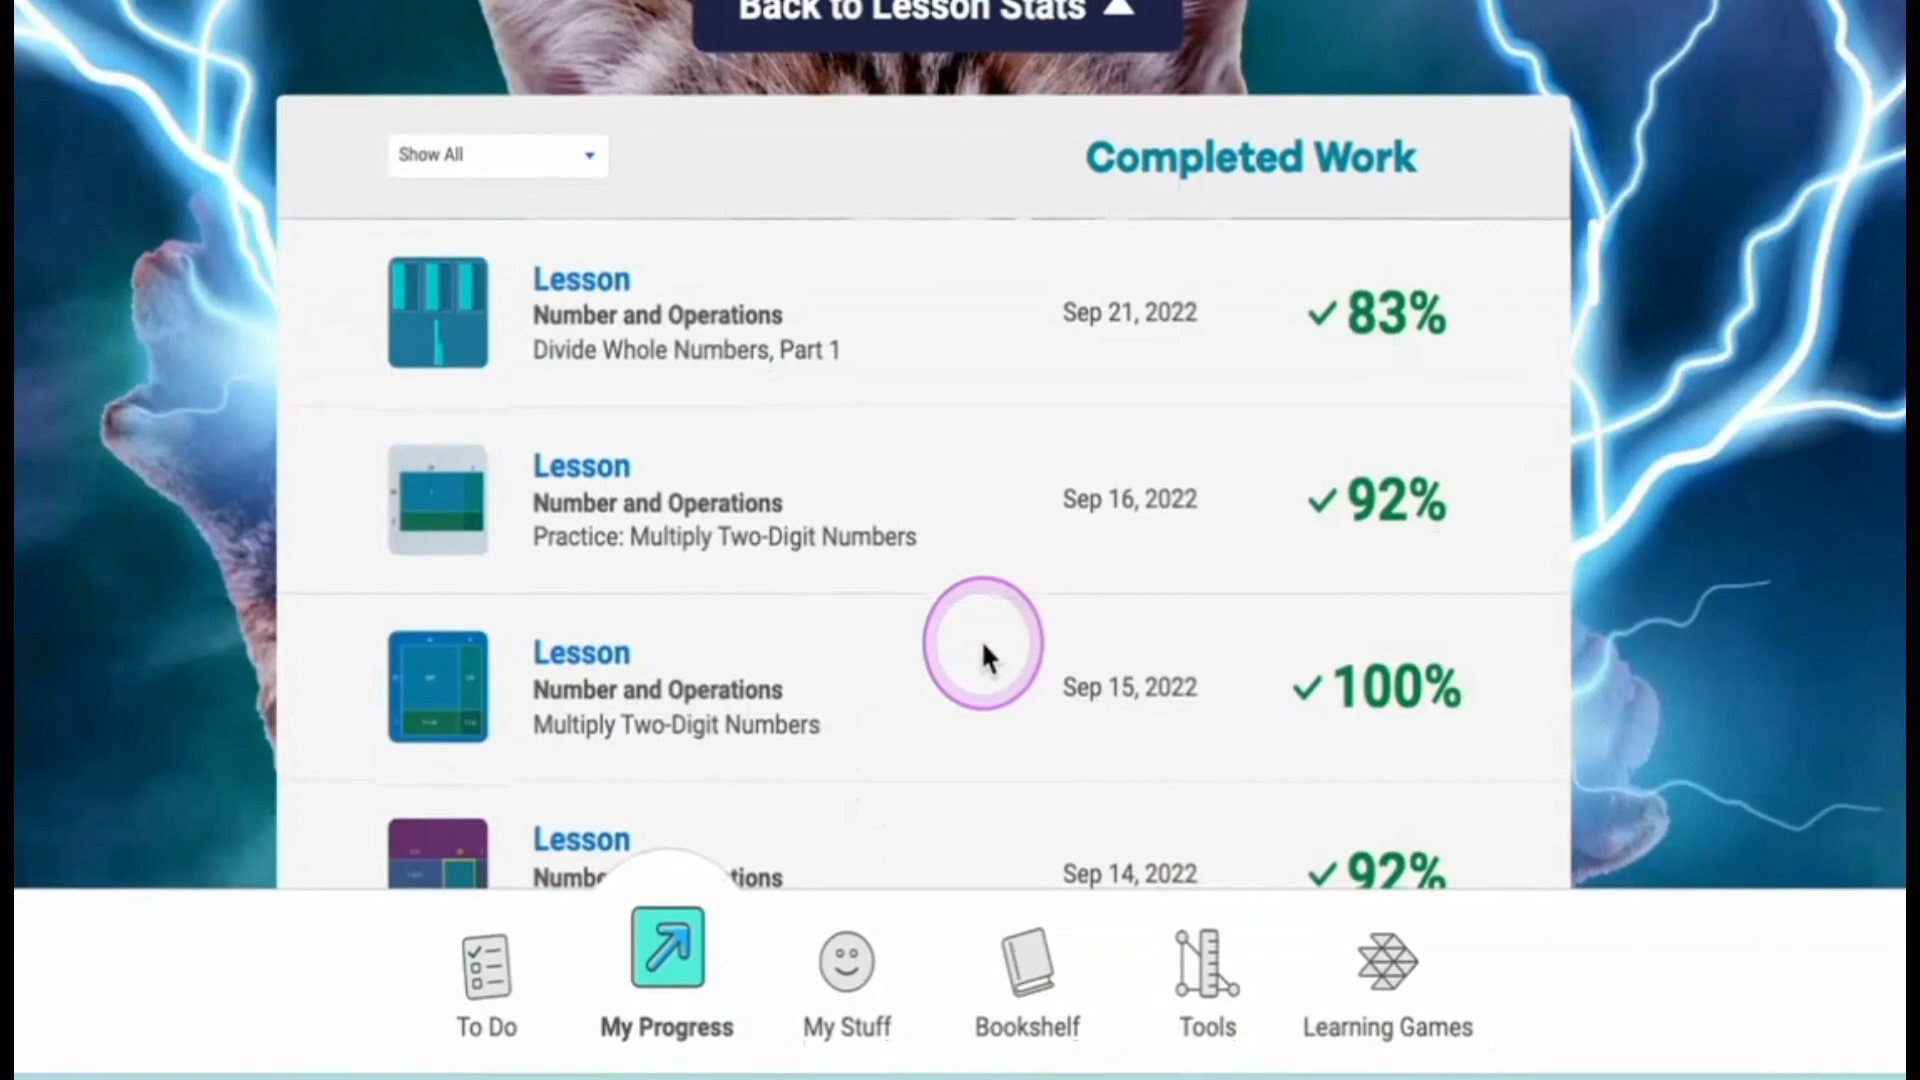 Back to Lesson Stats
Show All
Completed Work
Lesson
Number and Operations
Divide Whole Numbers, Part 1
Sep 21, 2022
83%
Lesson
Number and Operations
Practice: Multiply Two-Digit Numbers
Sep 16, 2022
92%
Lesson
Number and Operations
Multiply Two-Digit Numbers
Sep 15, 2022
100%
Lesson
Numbe tions
Sep 14, 2022
92%
To Do
My Progress
My Stuff
Bookshelf
Tools
Learning Games